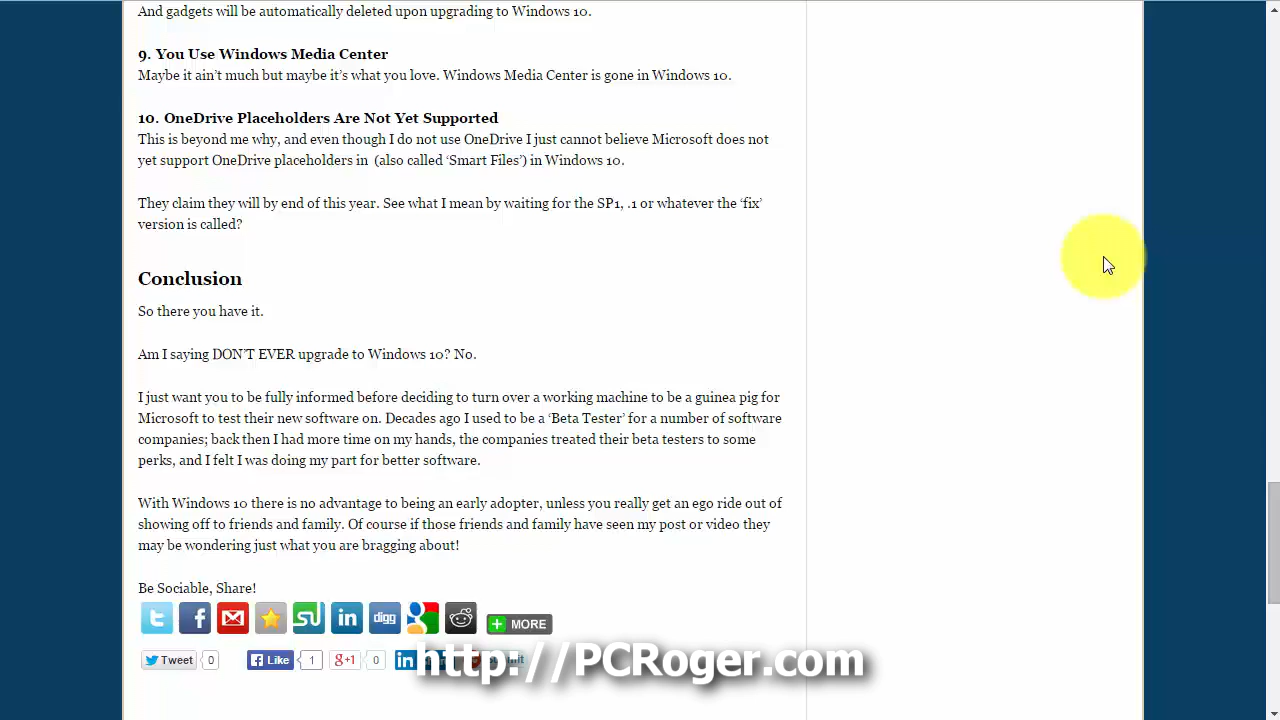 And gadgets will be automatically deleted upon upgrading to Windows 10.
9. You Use Windows Media Center
Maybe it ain't much but maybe it's what you love. Windows Media Center is gone in Windows 10.
10. OneDrive Placeholders Are Not Yet Supported
This is beyond me why, and even though I do not use OneDrive I just cannot believe Microsoft does not
yet support OneDrive placeholders in  (also called 'Smart Files') in Windows 10.
They claim they will by end of this year. See what I mean by waiting for the SP1, .1 or whatever the 'fix'
version is called?
Conclusion
So there you have it.
Am I saying DON'T EVER upgrade to Windows 10? No.
I just want you to be fully informed before deciding to turn over a working machine to be a guinea pig for
Microsoft to test their new software on. Decades ago I used to be a 'Beta Tester' for a number of software
companies; back then I had more time on my hands, the companies treated their beta testers to some
perks, and I felt I was doing my part for better software.
With Windows 10 there is no advantage to being an early adopter, unless you really get an ego ride out of
showing off to friends and family. Of course if those friends and family have seen my post or video they
may be wondering just what you are bragging about!
Be Sociable, Share!
digg MORE
Tweet 0 Like 1 g+1 0 in
http://PCRoger.com